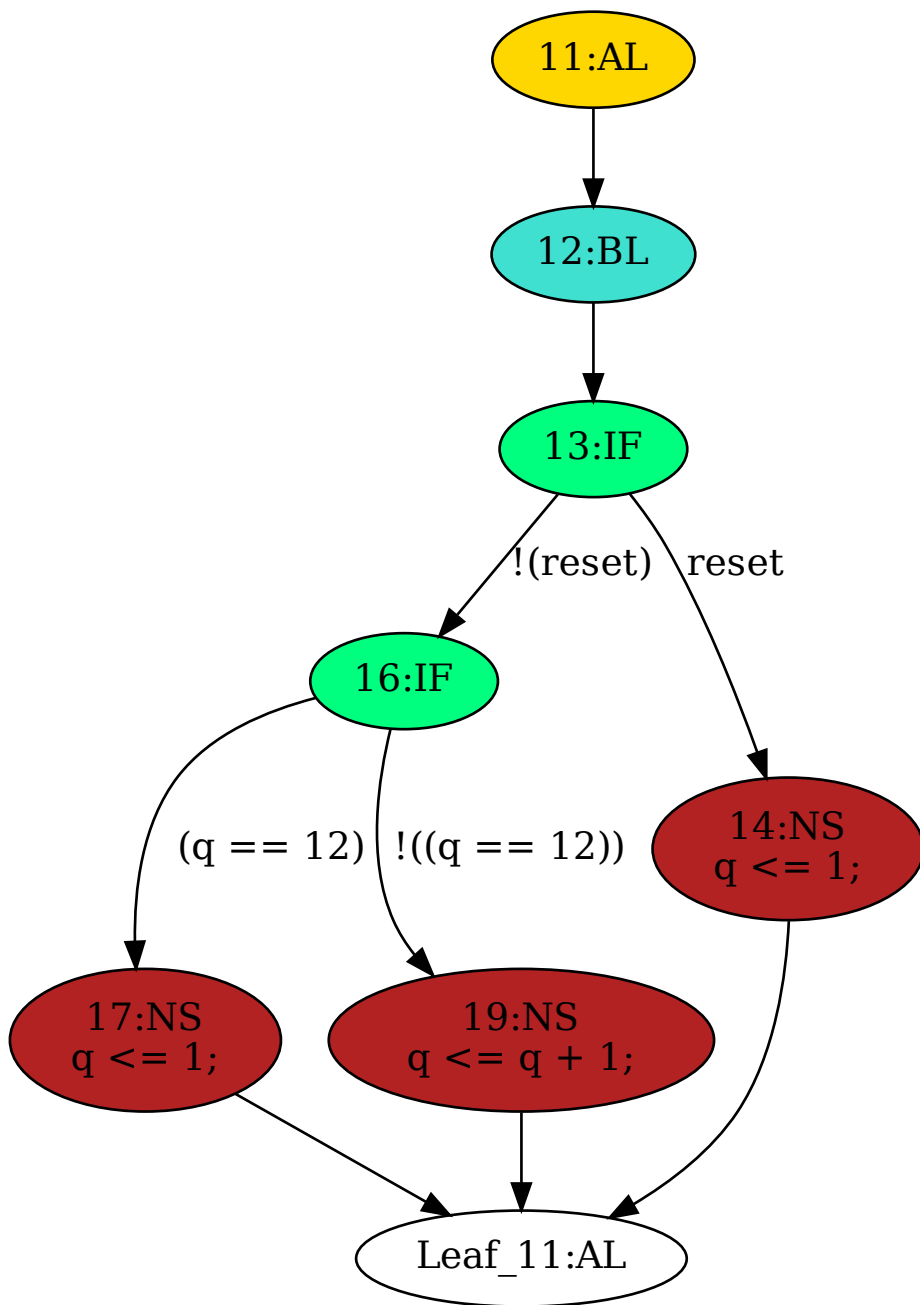 11:AL
12:BL
13:IF
!(reset)
reset
16:IF
(q == 12)
!((q == 12))
14:NS
q <= 1;
17:NS
q <= 1;
19:NS
q <= q + 1;
Leaf_11:AL